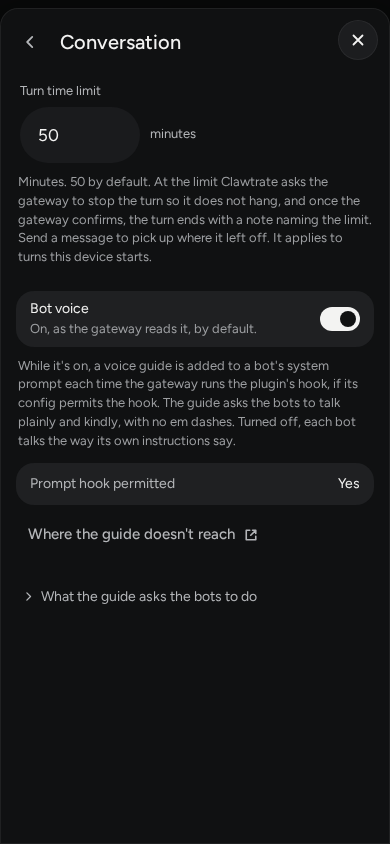 Conversation
Turn time limit
50
minutes
Minutes. 50 by default. At the limit Clawtrate asks the
gateway to stop the turn so it does not hang, and once the
gateway confirms, the turn ends with a note naming the limit.
Send a message to pick up where it left off. It applies to
turns this device starts.
Bot voice
On, as the gateway reads it, by default.
While it's on, a voice guide is added to a bot's system
prompt each time the gateway runs the plugin's hook, if its
config permits the hook. The guide asks the bots to talk
plainly and kindly, with no em dashes. Turned off, each bot
talks the way its own instructions say.
Prompt hook permitted
Yes
Where the guide doesn't reach
What the guide asks the bots to do